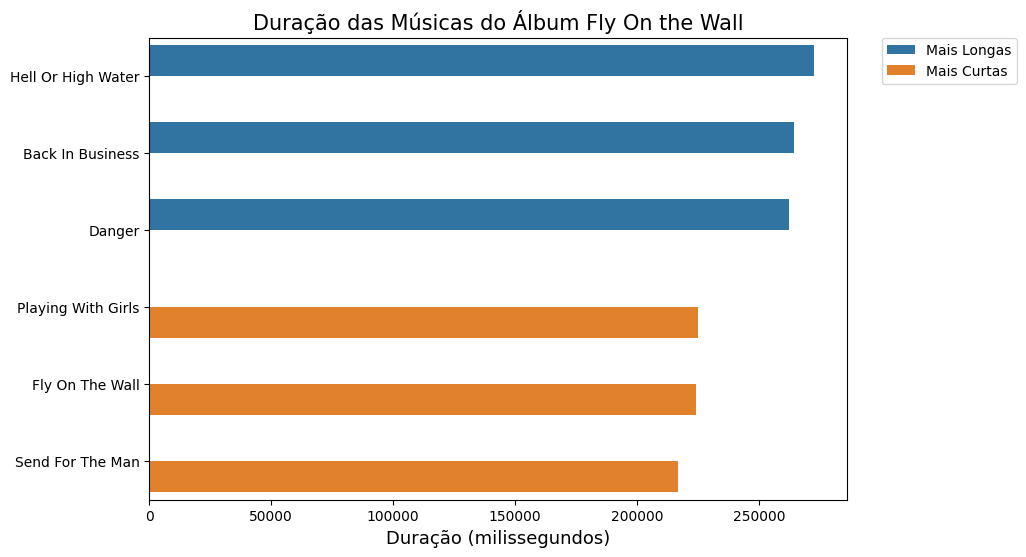 Duração das Músicas do Álbum Fly On the Wall
Mais Longas
Mais Curtas
Hell Or High Water
Back In Business
Danger
Playing With Girls
Fly On The Wall
Send For The Man
0 50000 100000 150000 200000 250000
Duração (milissegundos)